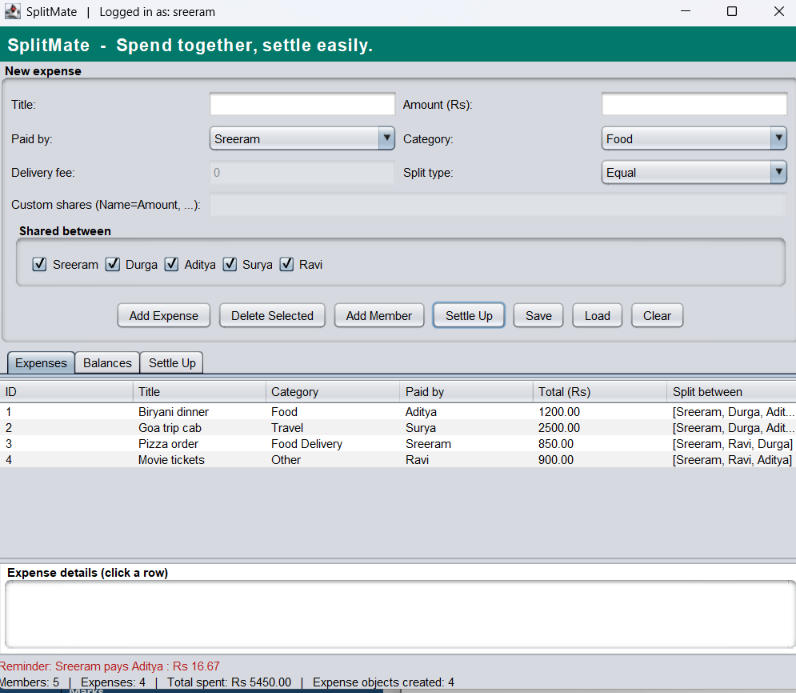 SplitMate | Logged in as: sreeram
SplitMate - Spend together, settle easily.
New expense
Title: Amount (Rs):
Paid by: Sreeram Category: Food
Delivery fee: 0 Split type: Equal
Custom shares (Name=Amount, ...):
Shared between
Sreeram Durga Aditya Surya Ravi
Add Expense Delete Selected Add Member Settle Up Save Load Clear
Expenses Balances Settle Up
ID Title Category Paid by Total (Rs) Split between
1 Biryani dinner Food Aditya 1200.00 [Sreeram, Durga, Adit...
2 Goa trip cab Travel Surya 2500.00 [Sreeram, Durga, Adit...
3 Pizza order Food Delivery Sreeram 850.00 [Sreeram, Ravi, Durga]
4 Movie tickets Other Ravi 900.00 [Sreeram, Ravi, Aditya]
Expense details (click a row)
Reminder: Sreeram pays Aditya : Rs 16.67
Members: 5 | Expenses: 4 | Total spent: Rs 5450.00 | Expense objects created: 4